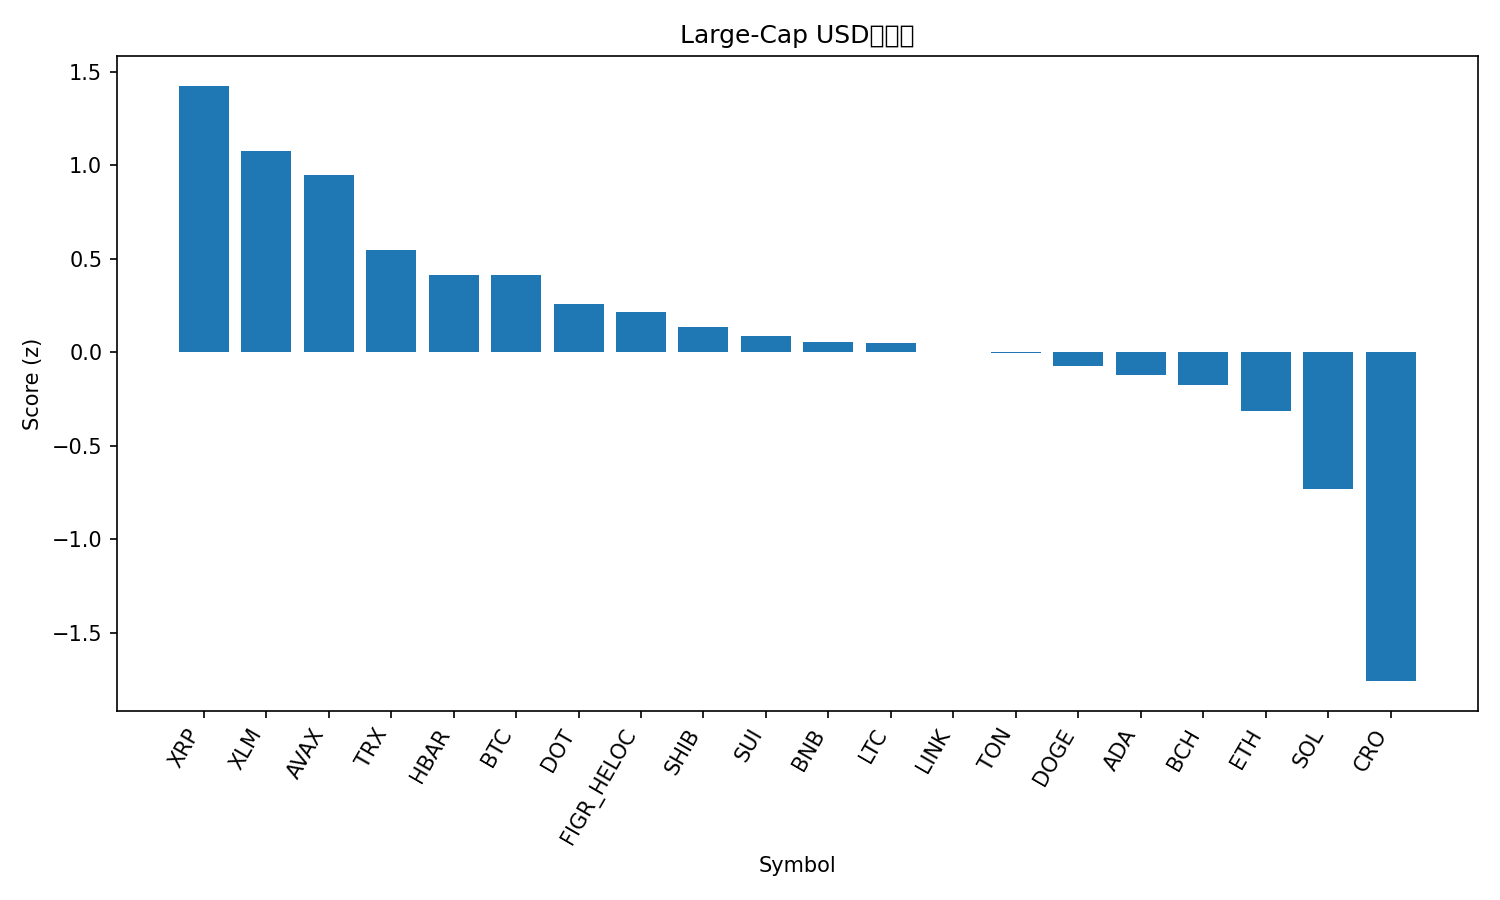 Large-Cap USD
1.5
1.0
0.5
0.0
−0.5
−1.0
−1.5
Score (z)
XRP
XLM
AVAX
TRX
HBAR
BTC
DOT
FIGR_HELOC
SHIB
SUI
BNB
LTC
LINK
TON
DOGE
ADA
BCH
ETH
SOL
CRO
Symbol